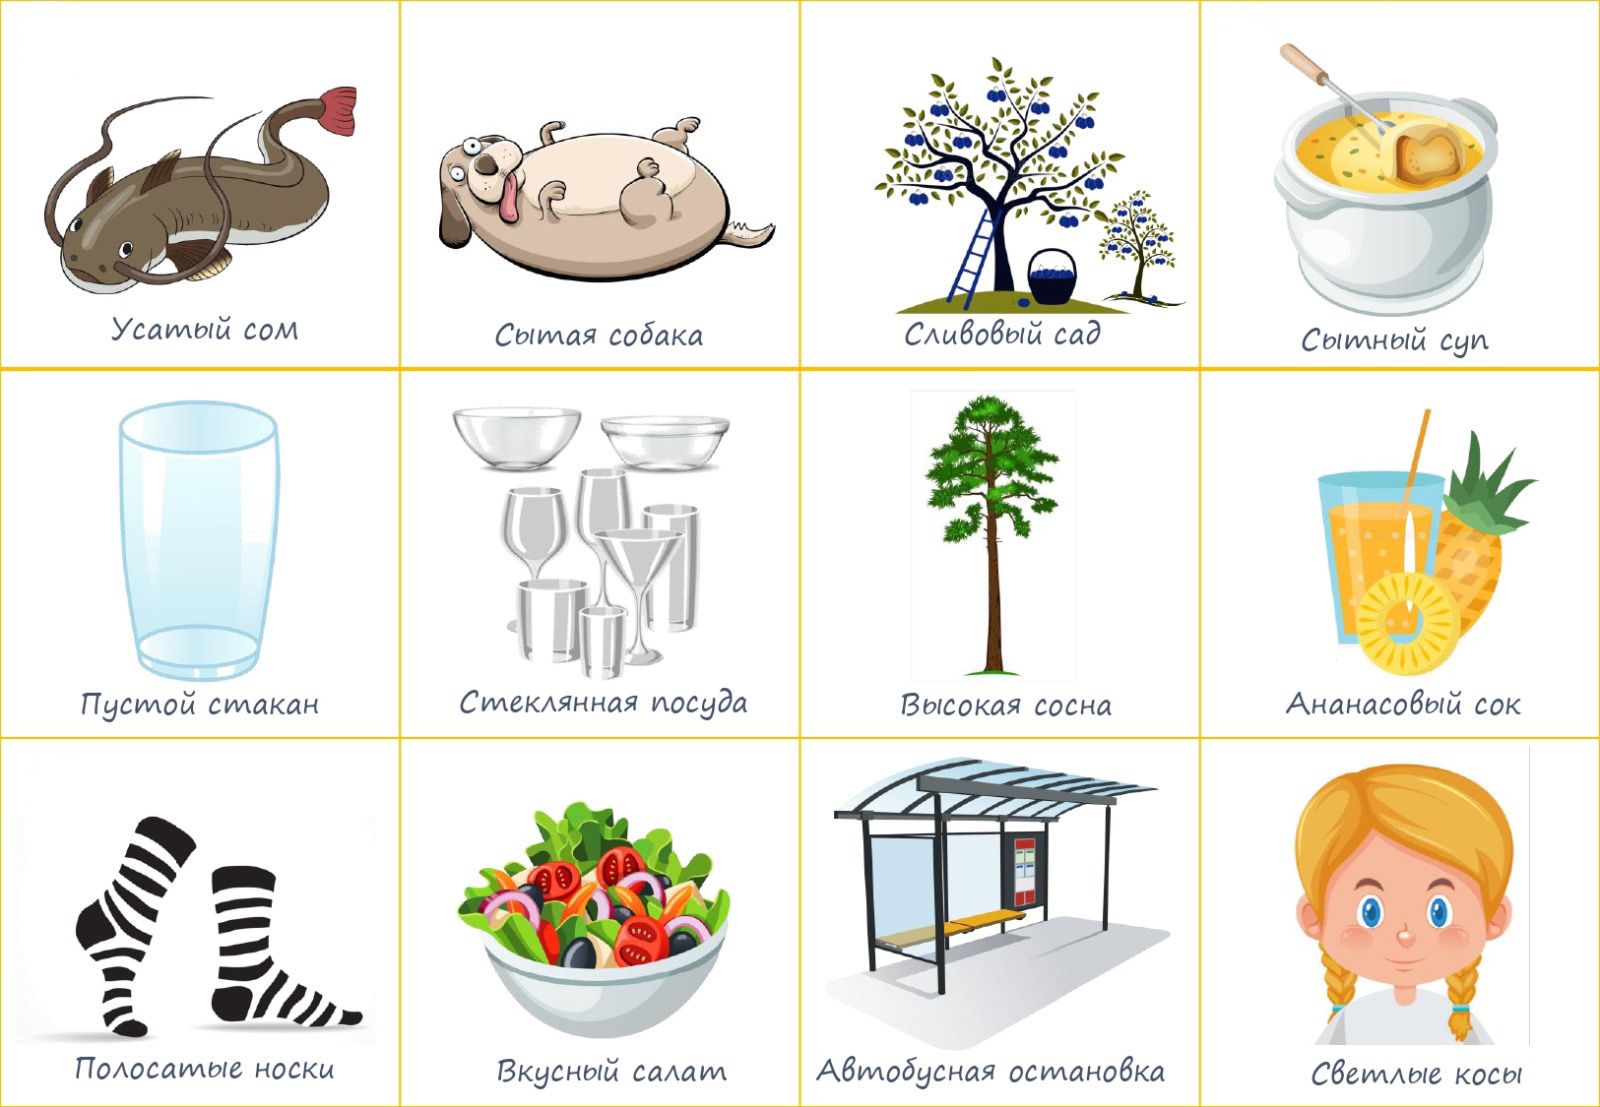 Усатый сом
Сытая собака
Сливовый сад
Сытный суп
Пустой стакан
Стеклянная посуда
Высокая сосна
Ананасовый сок
Полосатые носки
Вкусный салат
Автобусная остановка
Светлые косы